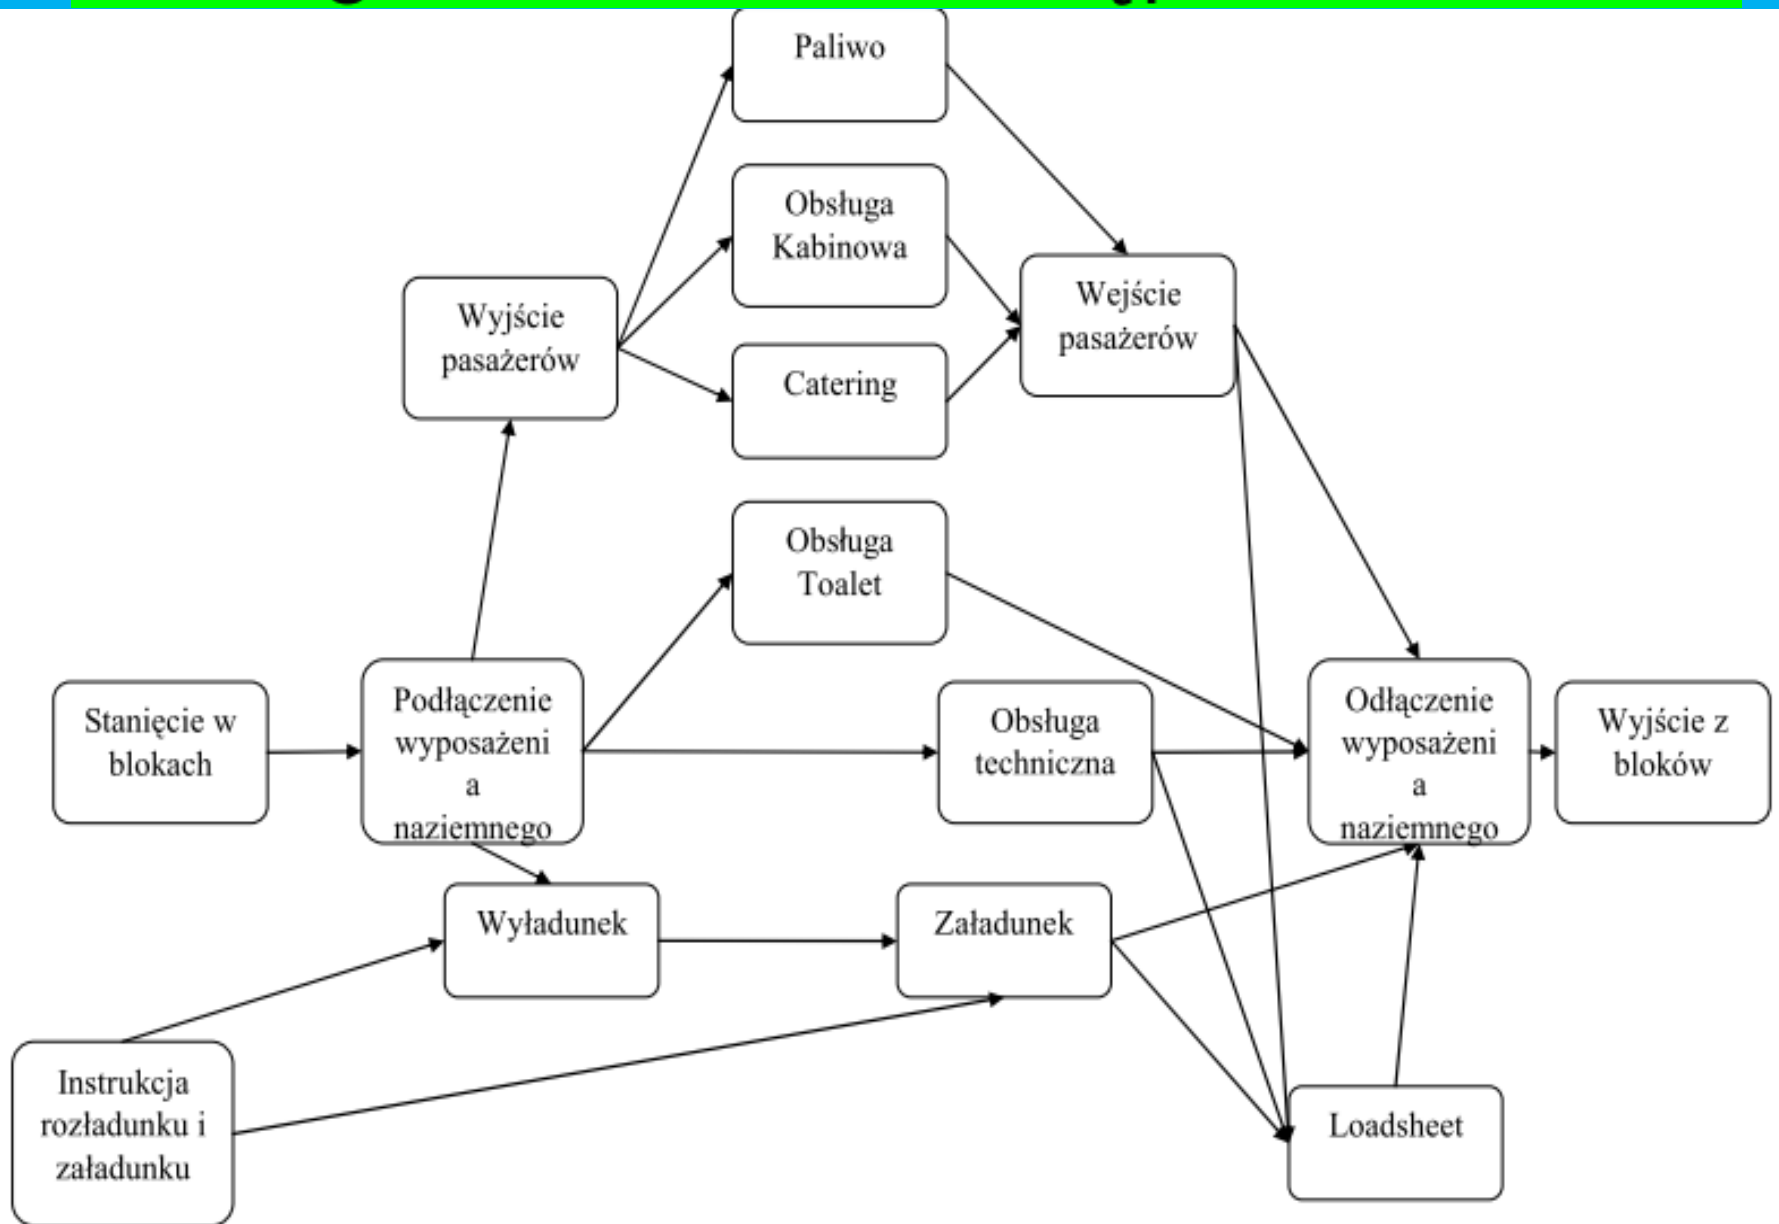 Paliwo
Obsługa
Kabinowa
Wyjście
pasażerów
Wejście
pasażerów
Catering
Obsługa
Toalet
Stanięcie w
blokach
Podłączenie
wyposażeni
a
naziemnego
Obsługa
techniczna
Odłączenie
wyposażeni
a
naziemnego
Wyjście z
bloków
Wyładunek
Załadunek
Instrukcja
rozładunku i
załadunku
Loadsheet